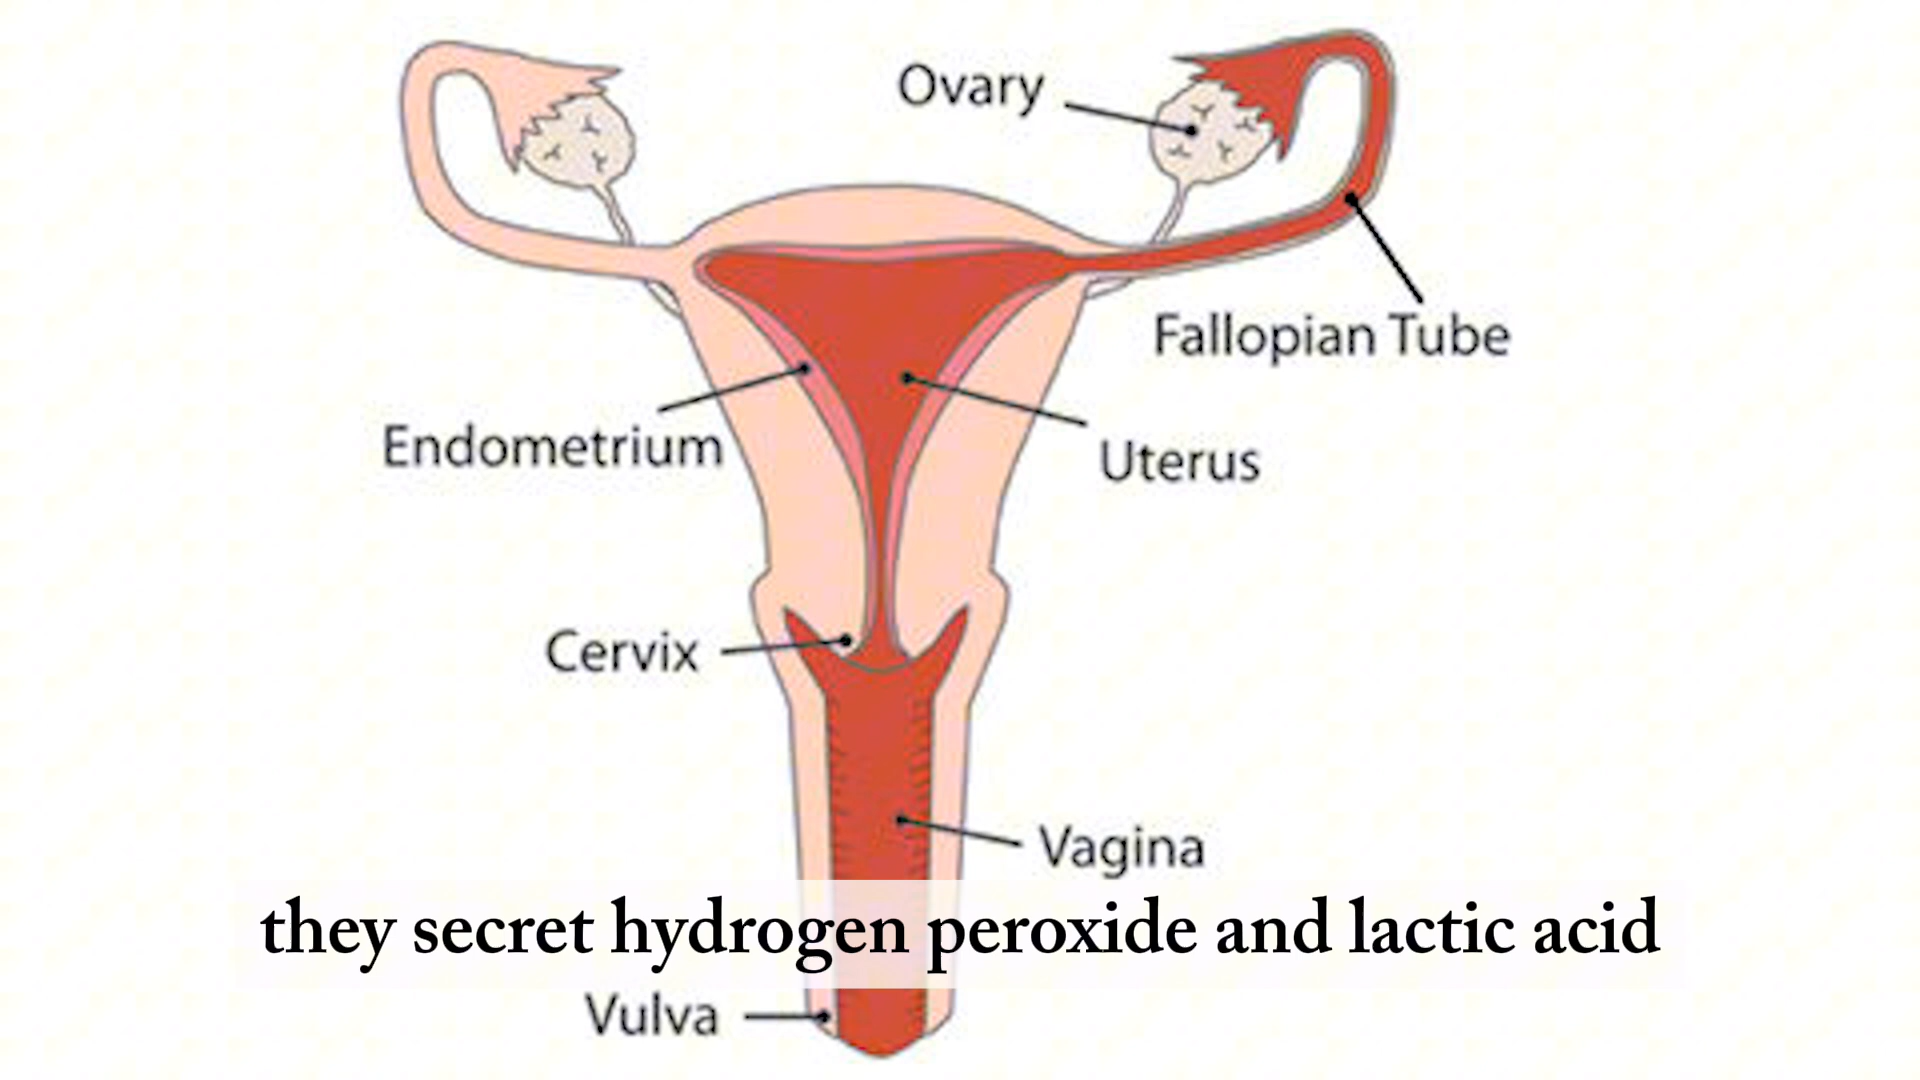 Ovary
Fallopian Tube
Endometrium
Uterus
Cervix
Vagina
they secret hydrogen peroxide and lactic acid
Vulva